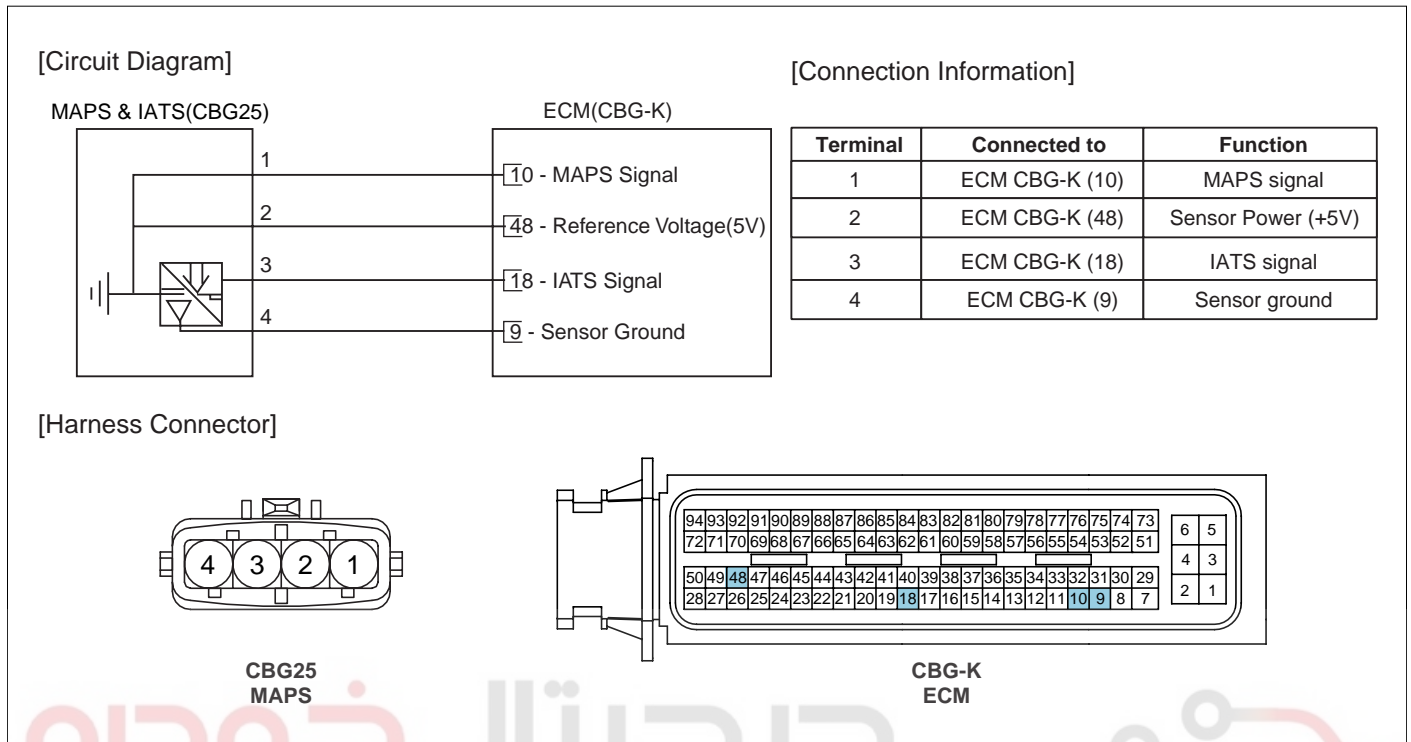 [Circuit Diagram]
MAPS & IATS(CBG25)
ECM(CBG-K)
1
10 - MAPS Signal
2
48 - Reference Voltage(5V)
3
18 - IATS Signal
4
9 - Sensor Ground
[Connection Information]
Terminal Connected to Function
1 ECM CBG-K (10) MAPS signal
2 ECM CBG-K (48) Sensor Power (+5V)
3 ECM CBG-K (18) IATS signal
4 ECM CBG-K (9) Sensor ground
[Harness Connector]
4 3 2 1
CBG25
MAPS
94 93 92 91 90 89 88 87 86 85 84 83 82 81 80 79 78 77 76 75 74 73
72 71 70 69 68 67 66 65 64 63 62 61 60 59 58 57 56 55 54 53 52 51
50 49 48 47 46 45 44 43 42 41 40 39 38 37 36 35 34 33 32 31 30 29
28 27 26 25 24 23 22 21 20 19 18 17 16 15 14 13 12 11 10 9 8 7
6 5
4 3
2 1
CBG-K
ECM